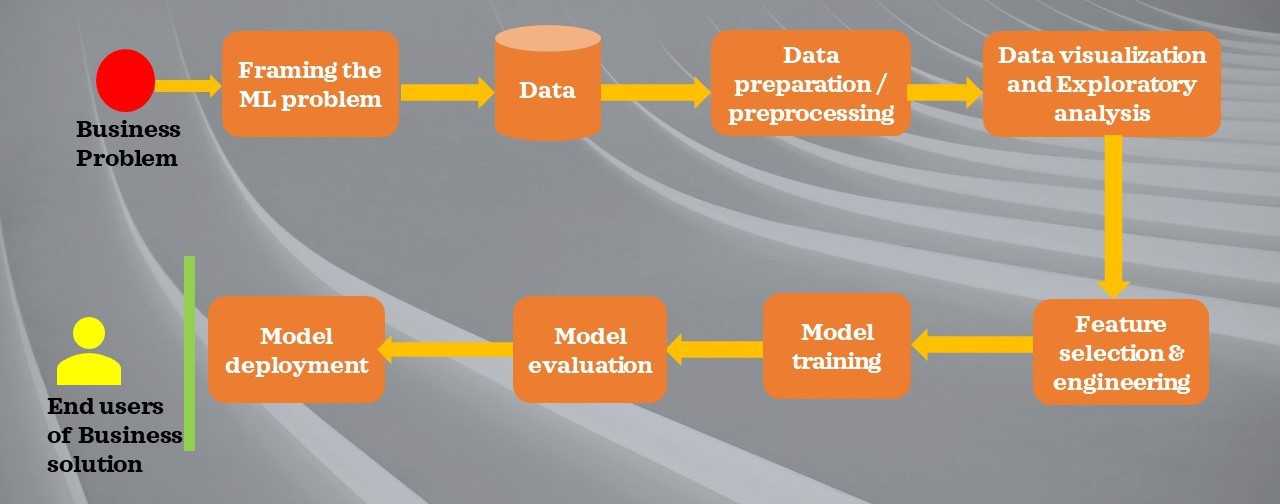 Business
Problem
Framing the
ML problem
Data
Data
preparation /
preprocessing
Data visualization
and Exploratory
analysis
Feature
selection &
engineering
Model
training
Model
evaluation
Model
deployment
End users
of Business
solution